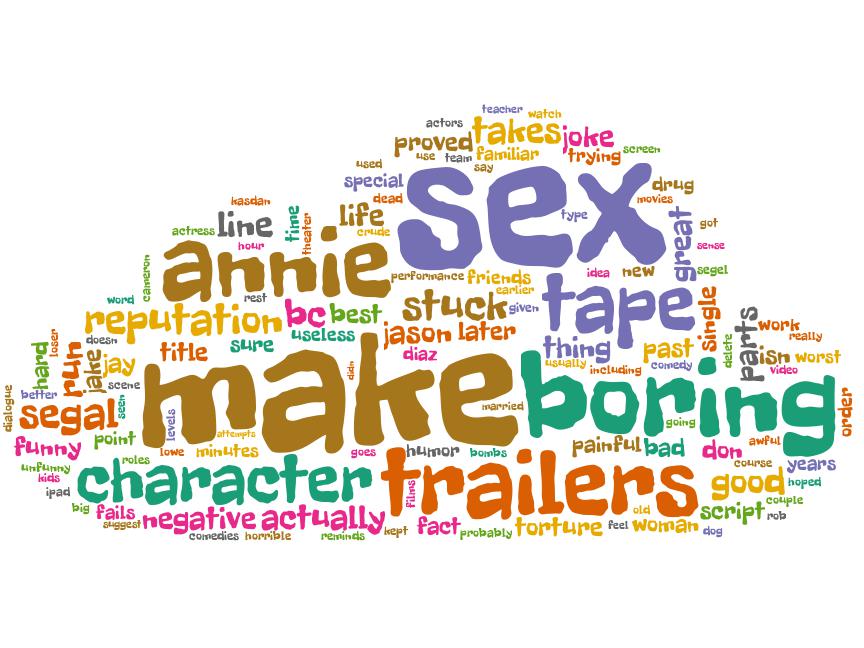 teacher watch
actors takes joke
proved use team familiar trying screen
used say
special sex drug
dead movies
kasdan life type great got
actress line time theater crude
hour annie sense
cameron performance friends idea new segel
rest earlier
word stuck given tape single
reputation bc best
useless jason later parts work
doesn sure really
hard loser run title diaz thing past delete isn worst
jake jay usually comedy video
scene make didn including
better boring
dialogue segal seen levels married going order
attempts
funny point minutes lowe goes humor bombs painful bad don awful
unfunny roles course years
kids character trailers good hoped
ipad films couple
big fails old script rob
suggest negative actually kept fact probably torture feel woman dog
comedies horrible reminds